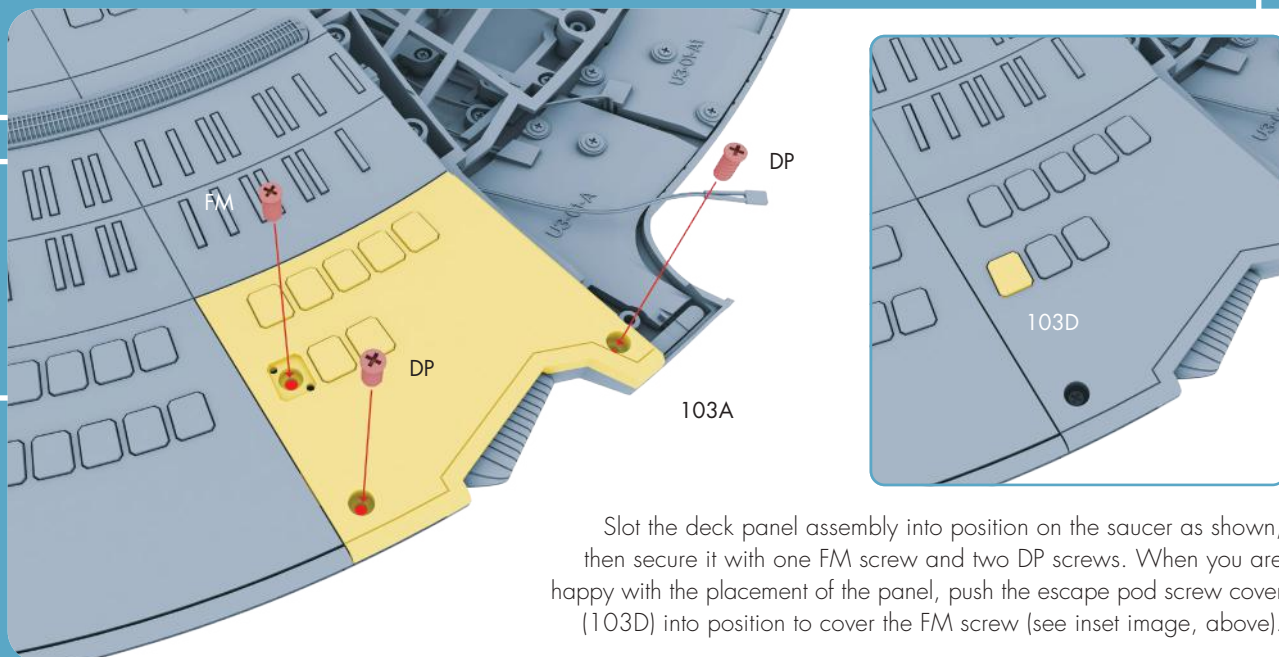 U3-01-A1
DP
FM
U3-01-A
U3
DP
103D
103A
Slot the deck panel assembly into position on the saucer as shown,
then secure it with one FM screw and two DP screws. When you are
happy with the placement of the panel, push the escape pod screw cover
(103D) into position to cover the FM screw (see inset image, above).